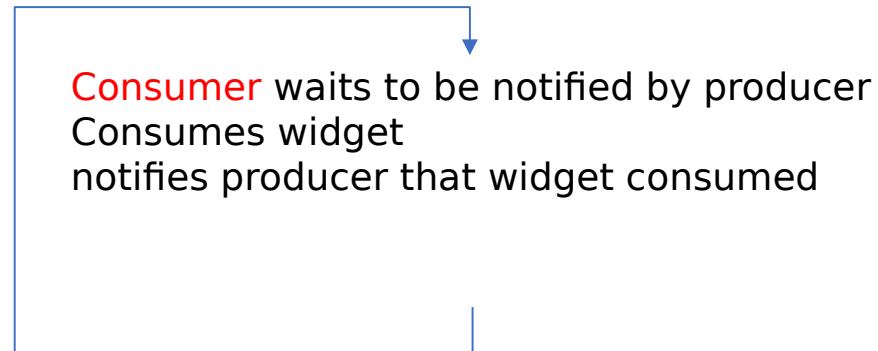 Consumer waits to be notified by producer
Consumes widget
notifies producer that widget consumed